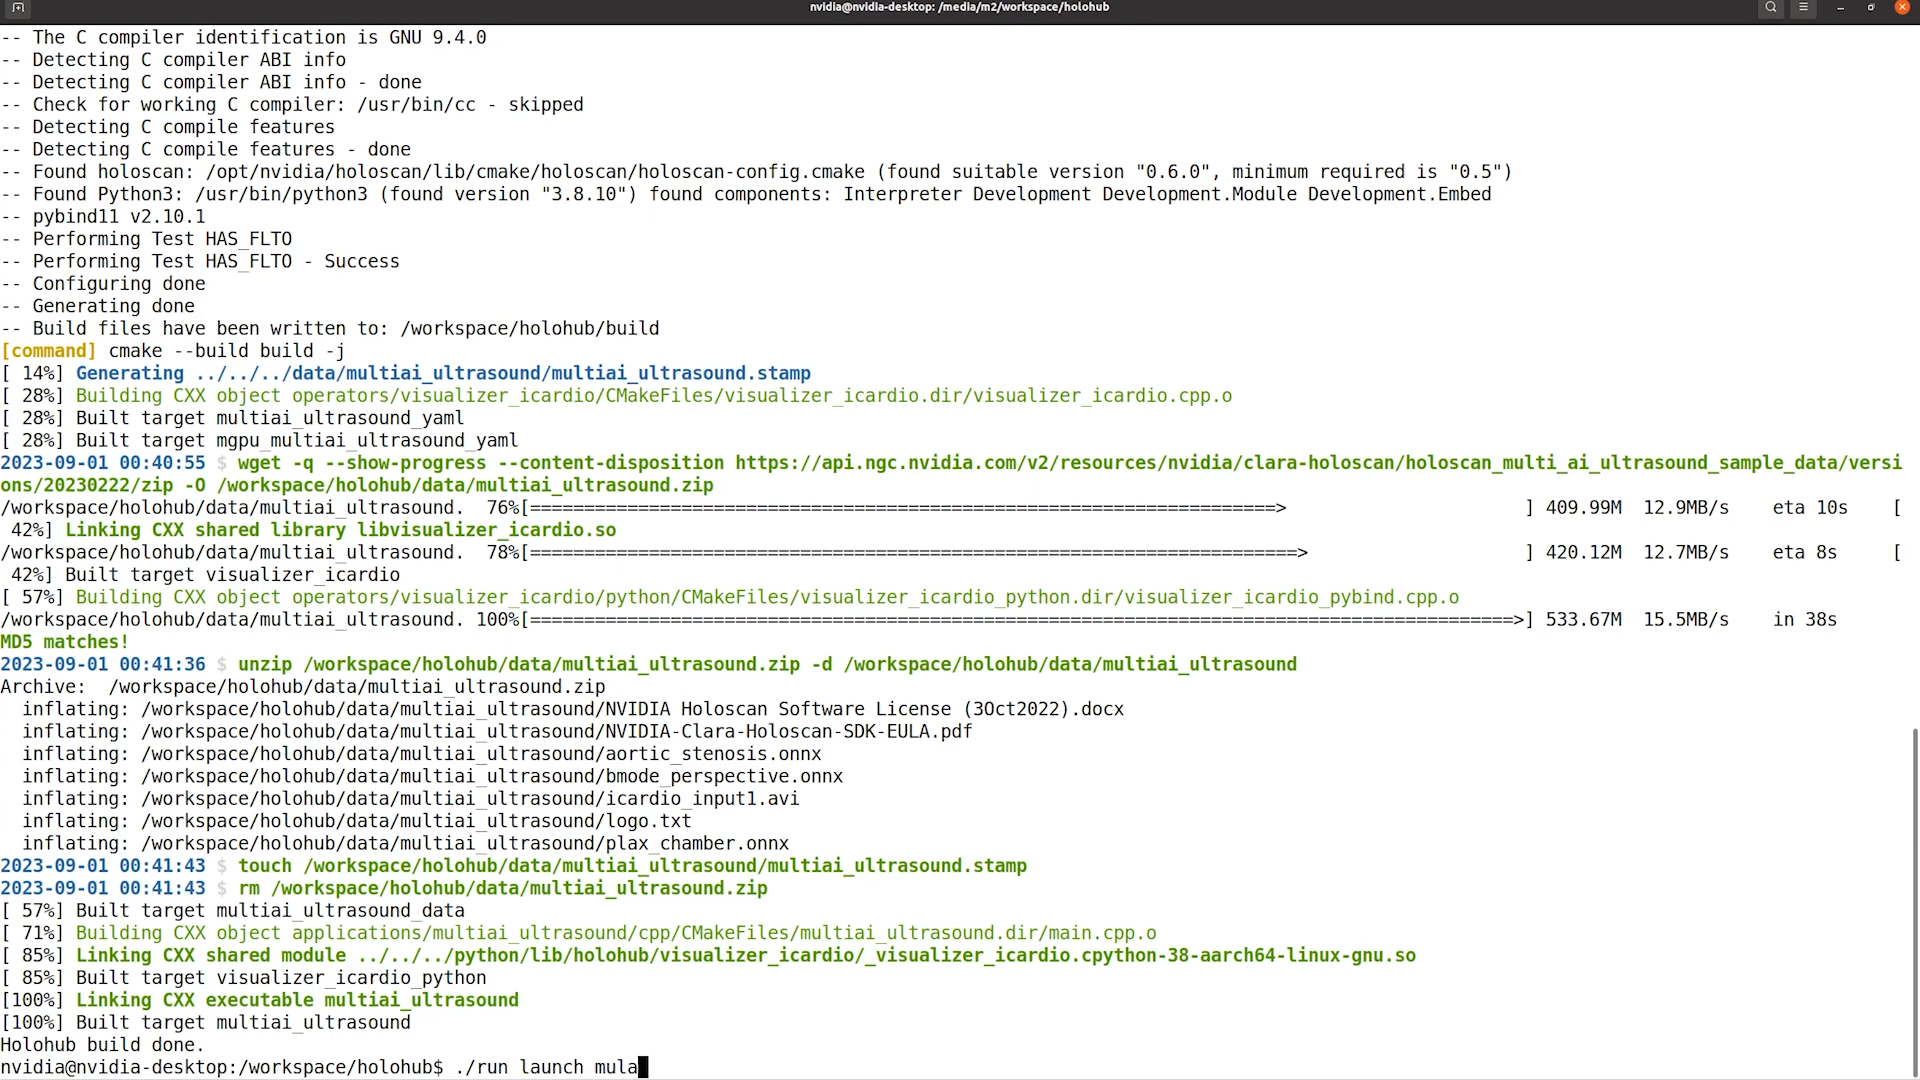 nvidia@nvidia-desktop: /media/m2/workspace/holohub
-- The C compiler identification is GNU 9.4.0
-- Detecting C compiler ABI info
-- Detecting C compiler ABI info - done
-- Check for working C compiler: /usr/bin/cc - skipped
-- Detecting C compile features
-- Detecting C compile features - done
-- Found holoscan: /opt/nvidia/holoscan/lib/cmake/holoscan/holoscan-config.cmake (found suitable version "0.6.0", minimum required is "0.5")
-- Found Python3: /usr/bin/python3 (found version "3.8.10") found components: Interpreter Development Development.Module Development.Embed
-- pybind11 v2.10.1
-- Performing Test HAS_FLTO
-- Performing Test HAS_FLTO - Success
-- Configuring done
-- Generating done
-- Build files have been written to: /workspace/holohub/build
[command] cmake --build build -j
[ 14%] Generating ../../../data/multiai_ultrasound/multiai_ultrasound.stamp
[ 28%] Building CXX object operators/visualizer_icardio/CMakeFiles/visualizer_icardio.dir/visualizer_icardio.cpp.o
[ 28%] Built target multiai_ultrasound_yaml
[ 28%] Built target mgpu_multiai_ultrasound_yaml
2023-09-01 00:40:55 $ wget -q --show-progress --content-disposition https://api.ngc.nvidia.com/v2/resources/nvidia/clara-holoscan/holoscan_multi_ai_ultrasound_sample_data/versi
ons/20230222/zip -O /workspace/holohub/data/multiai_ultrasound.zip
/workspace/holohub/data/multiai_ultrasound.  76%[=====================================================================>                      ] 409.99M  12.9MB/s    eta 10s    [
 42%] Linking CXX shared library libvisualizer_icardio.so
/workspace/holohub/data/multiai_ultrasound.  78%[=======================================================================>                    ] 420.12M  12.7MB/s    eta 8s     [
 42%] Built target visualizer_icardio
[ 57%] Building CXX object operators/visualizer_icardio/python/CMakeFiles/visualizer_icardio_python.dir/visualizer_icardio_pybind.cpp.o
/workspace/holohub/data/multiai_ultrasound. 100%[===========================================================================================>] 533.67M  15.5MB/s    in 38s
MD5 matches!
2023-09-01 00:41:36 $ unzip /workspace/holohub/data/multiai_ultrasound.zip -d /workspace/holohub/data/multiai_ultrasound
Archive:  /workspace/holohub/data/multiai_ultrasound.zip
  inflating: /workspace/holohub/data/multiai_ultrasound/NVIDIA Holoscan Software License (3Oct2022).docx
  inflating: /workspace/holohub/data/multiai_ultrasound/NVIDIA-Clara-Holoscan-SDK-EULA.pdf
  inflating: /workspace/holohub/data/multiai_ultrasound/aortic_stenosis.onnx
  inflating: /workspace/holohub/data/multiai_ultrasound/bmode_perspective.onnx
  inflating: /workspace/holohub/data/multiai_ultrasound/icardio_input1.avi
  inflating: /workspace/holohub/data/multiai_ultrasound/logo.txt
  inflating: /workspace/holohub/data/multiai_ultrasound/plax_chamber.onnx
2023-09-01 00:41:43 $ touch /workspace/holohub/data/multiai_ultrasound/multiai_ultrasound.stamp
2023-09-01 00:41:43 $ rm /workspace/holohub/data/multiai_ultrasound.zip
[ 57%] Built target multiai_ultrasound_data
[ 71%] Building CXX object applications/multiai_ultrasound/cpp/CMakeFiles/multiai_ultrasound.dir/main.cpp.o
[ 85%] Linking CXX shared module ../../../python/lib/holohub/visualizer_icardio/_visualizer_icardio.cpython-38-aarch64-linux-gnu.so
[ 85%] Built target visualizer_icardio_python
[100%] Linking CXX executable multiai_ultrasound
[100%] Built target multiai_ultrasound
Holohub build done.
nvidia@nvidia-desktop:/workspace/holohub$ ./run launch mula